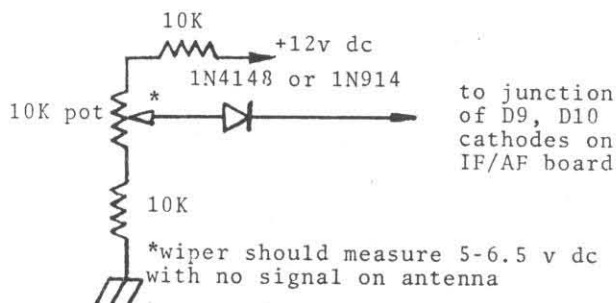 10K
+12v dc
1N4148 or 1N914
10K pot
*
to junction
of D9, D10
cathodes on
IF/AF board
10K
*wiper should measure 5-6.5 v dc
with no signal on antenna